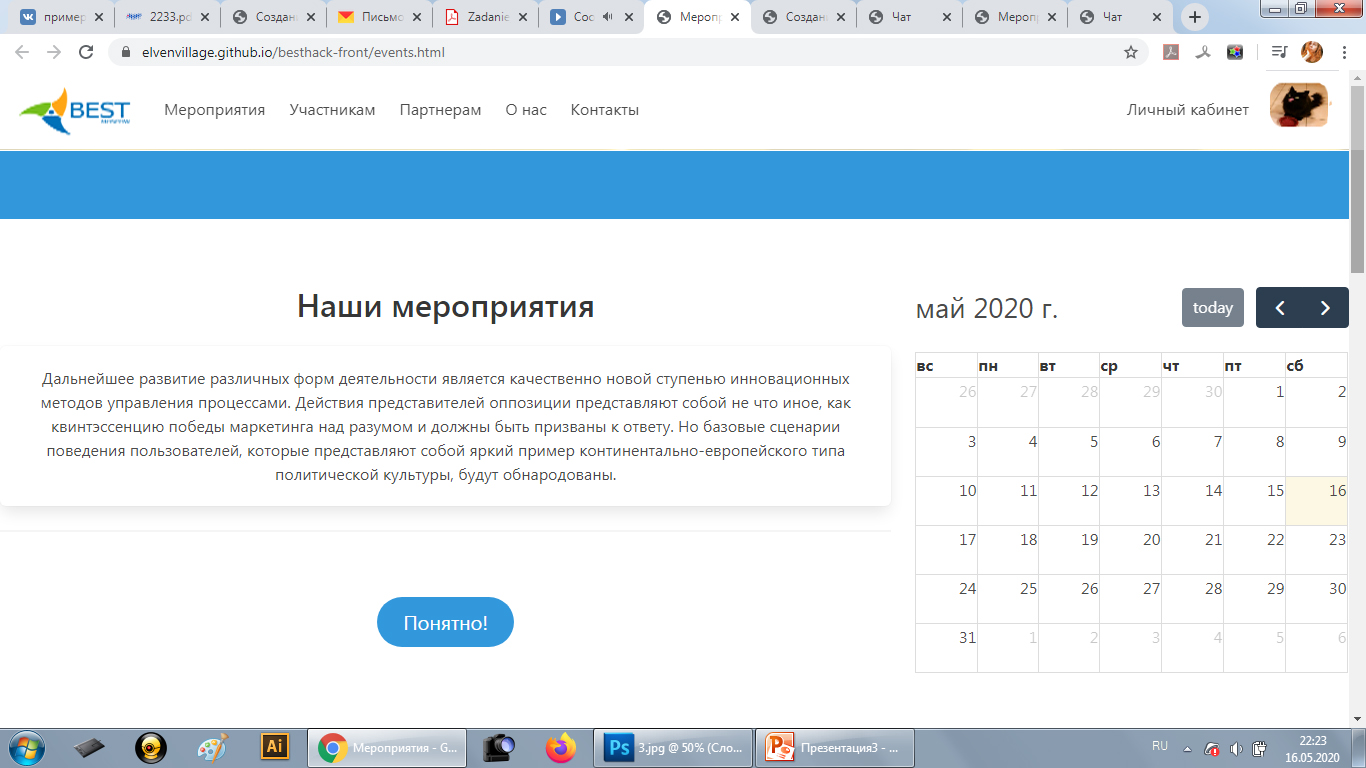 пример
2233.pd
Создан
Письмо
Zadanie
Сос
Мероп
Создан
Чат
Мероп
Чат
elvenvillage.github.io/besthack-front/events.html
BEST
MOSCOW
Мероприятия
Участникам
Партнерам
О нас
Контакты
Личный кабинет
Наши мероприятия
Дальнейшее развитие различных форм деятельности является качественно новой ступенью инновационных
методов управления процессами. Действия представителей оппозиции представляют собой не что иное, как
квинтэссенцию победы маркетинга над разумом и должны быть призваны к ответу. Но базовые сценарии
поведения пользователей, которые представляют собой яркий пример континентально-европейского типа
политической культуры, будут обнародованы.
Понятно!
май 2020 г.
today
вс пн вт ср чт пт сб
26 27 28 29 30 1 2
3 4 5 6 7 8 9
10 11 12 13 14 15 16
17 18 19 20 21 22 23
24 25 26 27 28 29 30
31 1 2 3 4 5 6
Ai
Мероприятия - G...
Ps
3.jpg @ 50% (Сло...
Презентация3 - ...
RU
22:23
16.05.2020